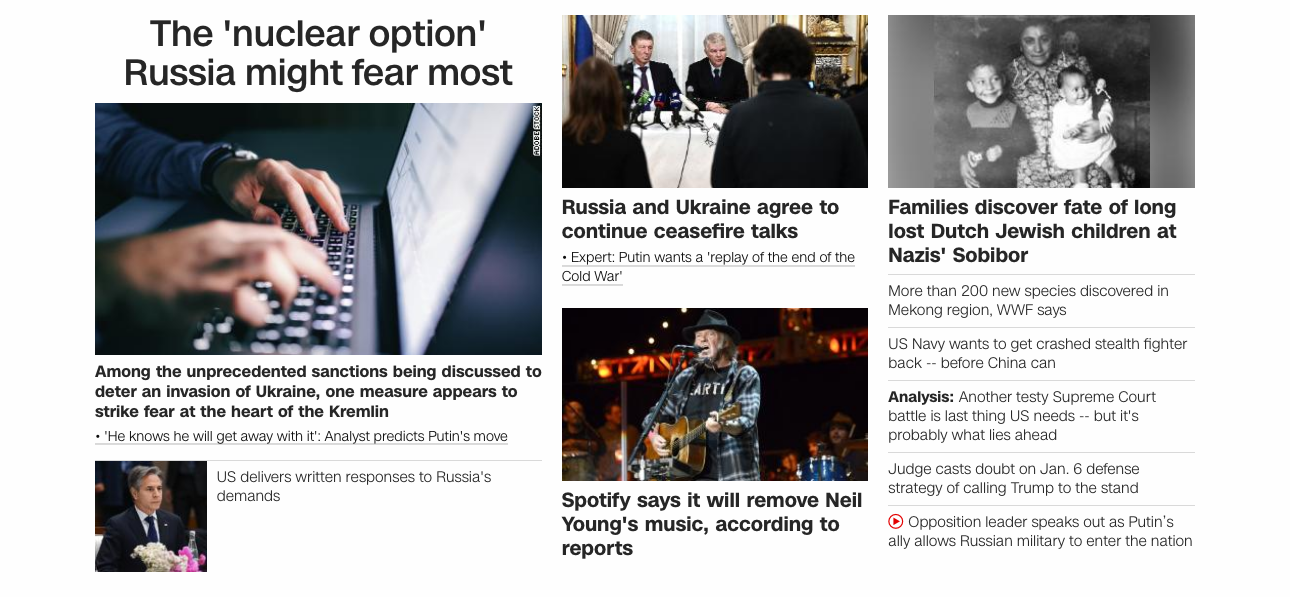 The 'nuclear option'
Russia might fear most
ADOBE STOCK
Among the unprecedented sanctions being discussed to
deter an invasion of Ukraine, one measure appears to
strike fear at the heart of the Kremlin
• 'He knows he will get away with it': Analyst predicts Putin's move
US delivers written responses to Russia's
demands
Russia and Ukraine agree to
continue ceasefire talks
• Expert: Putin wants a 'replay of the end of the
Cold War'
EARTH
Spotify says it will remove Neil
Young's music, according to
reports
Families discover fate of long
lost Dutch Jewish children at
Nazis' Sobibor
More than 200 new species discovered in
Mekong region, WWF says
US Navy wants to get crashed stealth fighter
back -- before China can
Analysis: Another testy Supreme Court
battle is last thing US needs -- but it's
probably what lies ahead
Judge casts doubt on Jan. 6 defense
strategy of calling Trump to the stand
Opposition leader speaks out as Putin's
ally allows Russian military to enter the nation